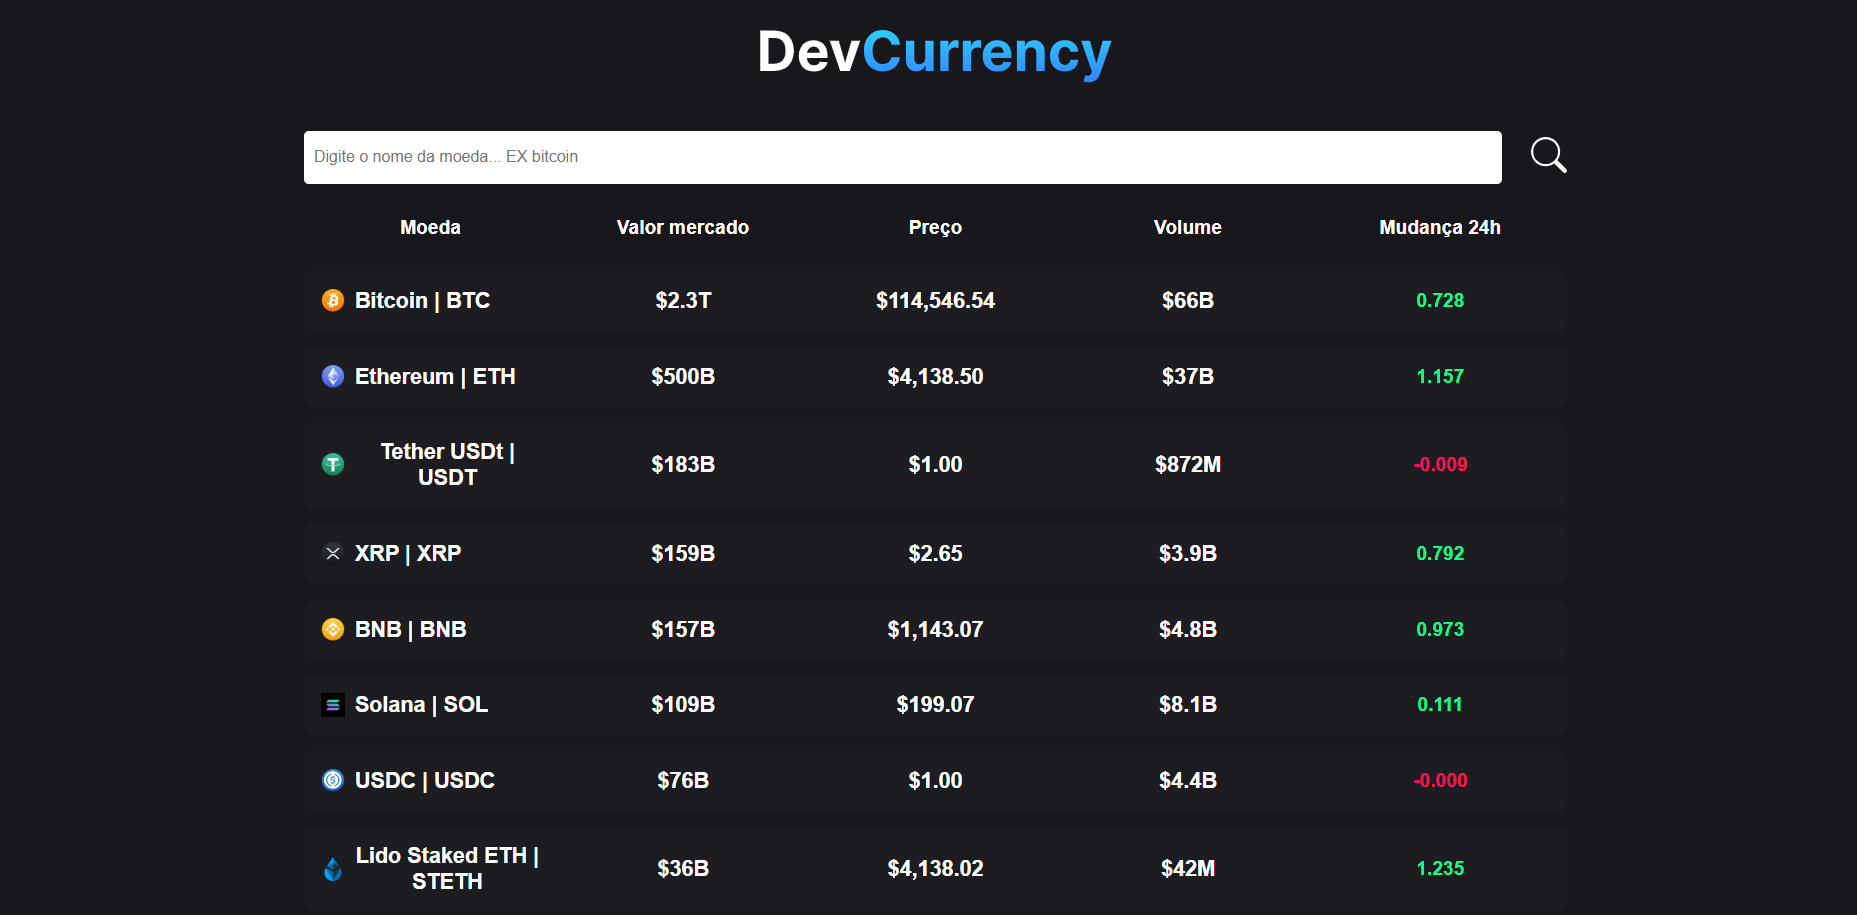 DevCurrency
Digite o nome da moeda... EX bitcoin
Moeda Valor mercado Preço Volume Mudança 24h
Bitcoin | BTC $2.3T $114,546.54 $66B 0.728
Ethereum | ETH $500B $4,138.50 $37B 1.157
Tether USDt |
USDT $183B $1.00 $872M -0.009
XRP | XRP $159B $2.65 $3.9B 0.792
BNB | BNB $157B $1,143.07 $4.8B 0.973
Solana | SOL $109B $199.07 $8.1B 0.111
USDC | USDC $76B $1.00 $4.4B -0.000
Lido Staked ETH |
STETH $36B $4,138.02 $42M 1.235